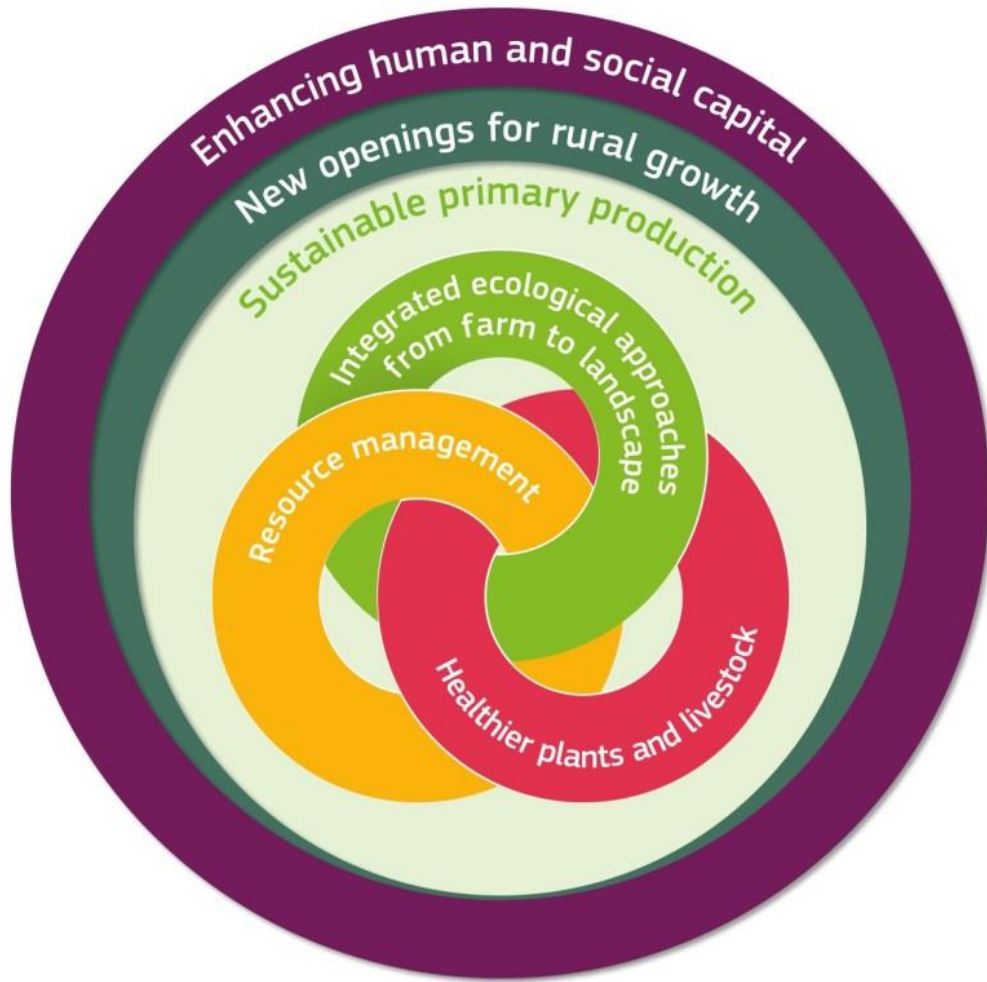 Enhancing human and social capital
New openings for rural growth
Sustainable primary production
Integrated ecological approaches
from farm to landscape
Resource management
Healthier plants and livestock